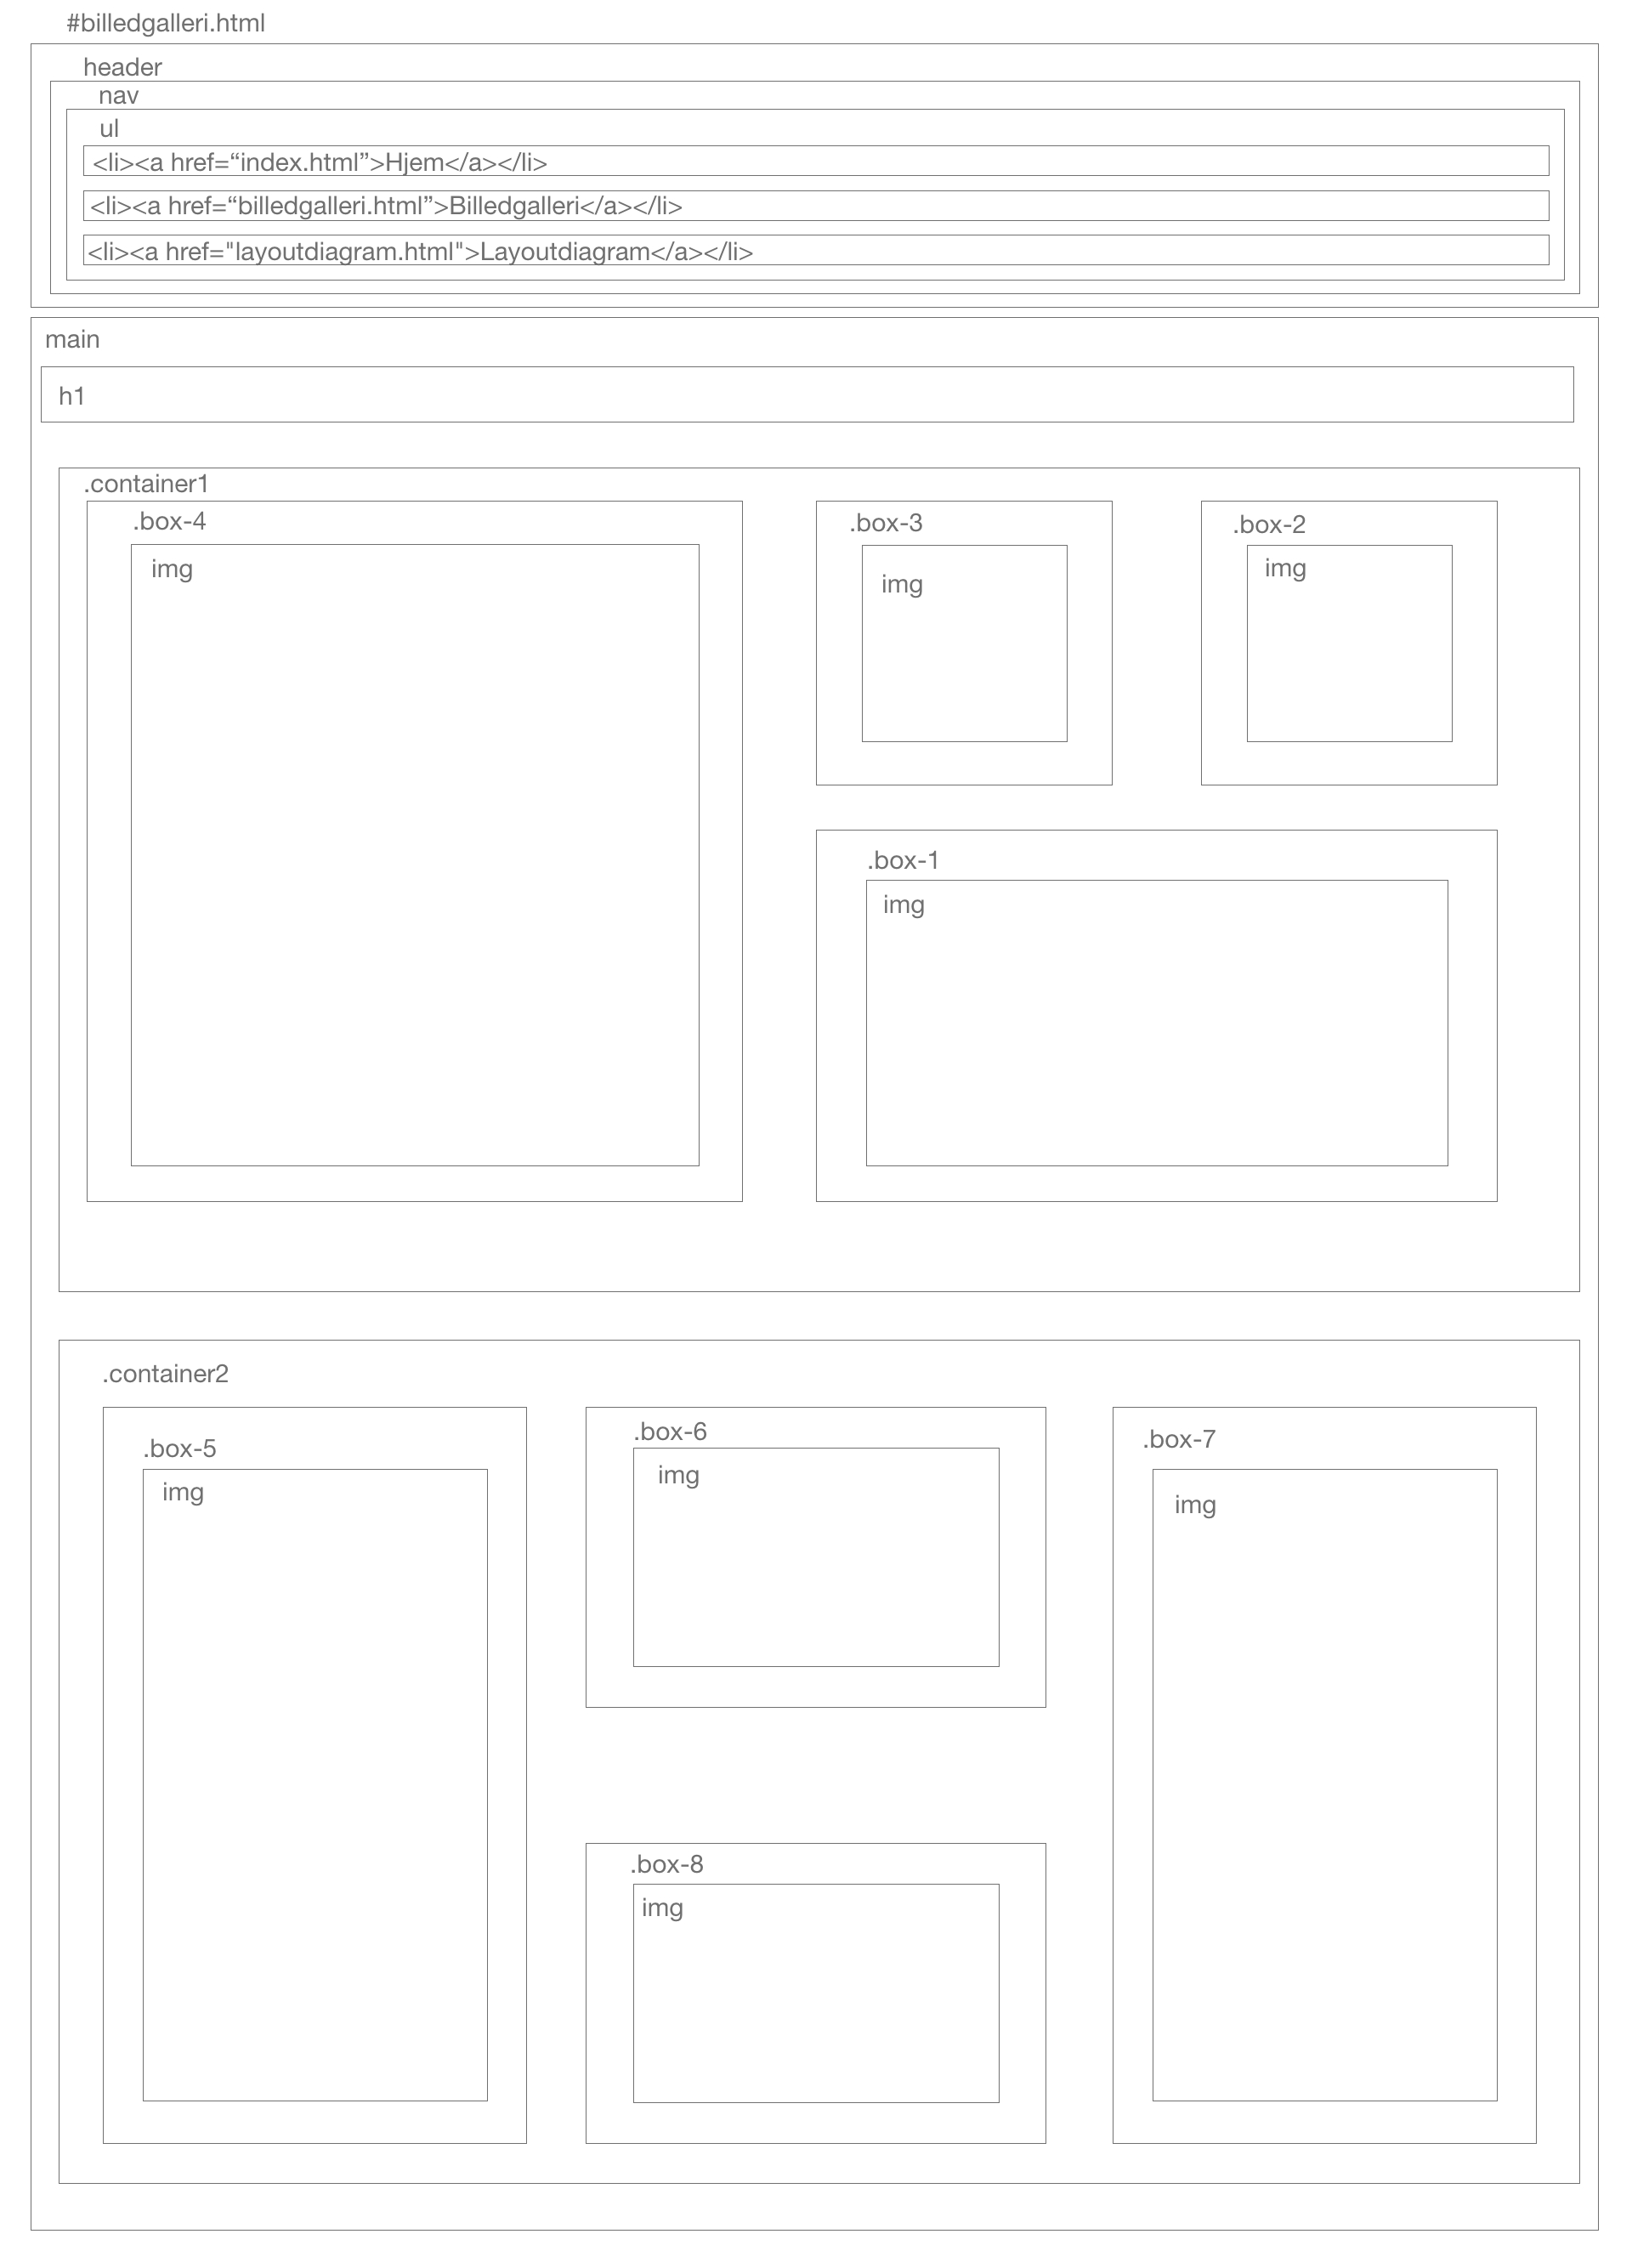 #billedgalleri.html
header
nav
ul
<li><a href=“index.html”>Hjem</a></li>
<li><a href=“billedgalleri.html”>Billedgalleri</a></li>
<li><a href="layoutdiagram.html">Layoutdiagram</a></li>
main
h1
.container1
.box-4
img
.box-3
img
.box-2
img
.box-1
img
.container2
.box-5
img
.box-6
img
.box-7
img
.box-8
img